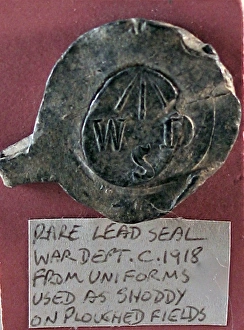 W D
S
RARE LEAD SEAL
WAR DEPT. C. 1918
FROM UNIFORMS
USED AS SHODDY
ON PLOUGHED FIELDS